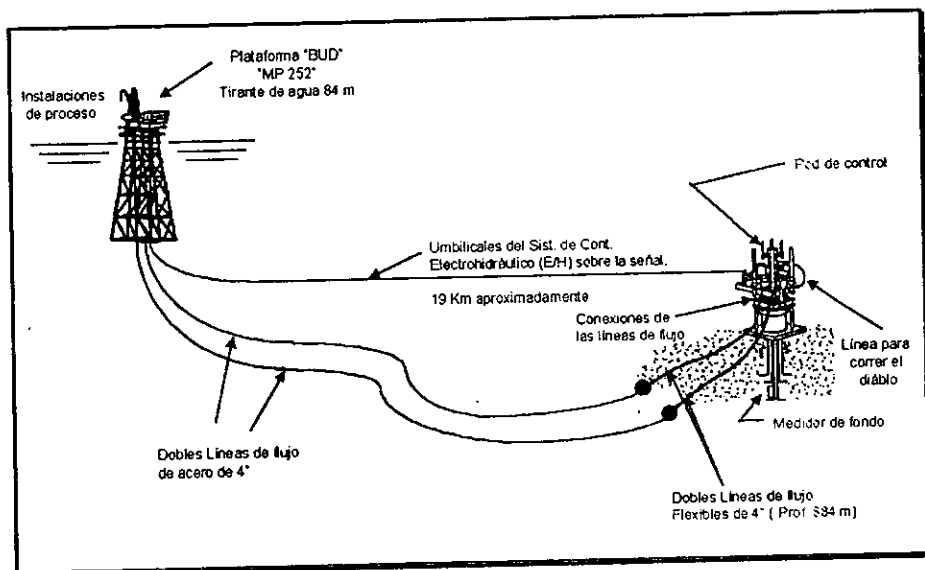 Plataforma "BUD"
"MP 252"
Tirante de agua 84 m
Instalaciones
de proceso
Pod de control
Umbilicales del Sist. de Cont.
Electrohidráulico (E/H) sobre la señal.
19 Km aproximadamente
Conexiones de
las líneas de flujo
Línea para
correr el
diáblo
Medidor de fondo
Dobles Líneas de flujo
de acero de 4"
Dobles Líneas de flujo
Flexibles de 4" ( Prof. 884 m)